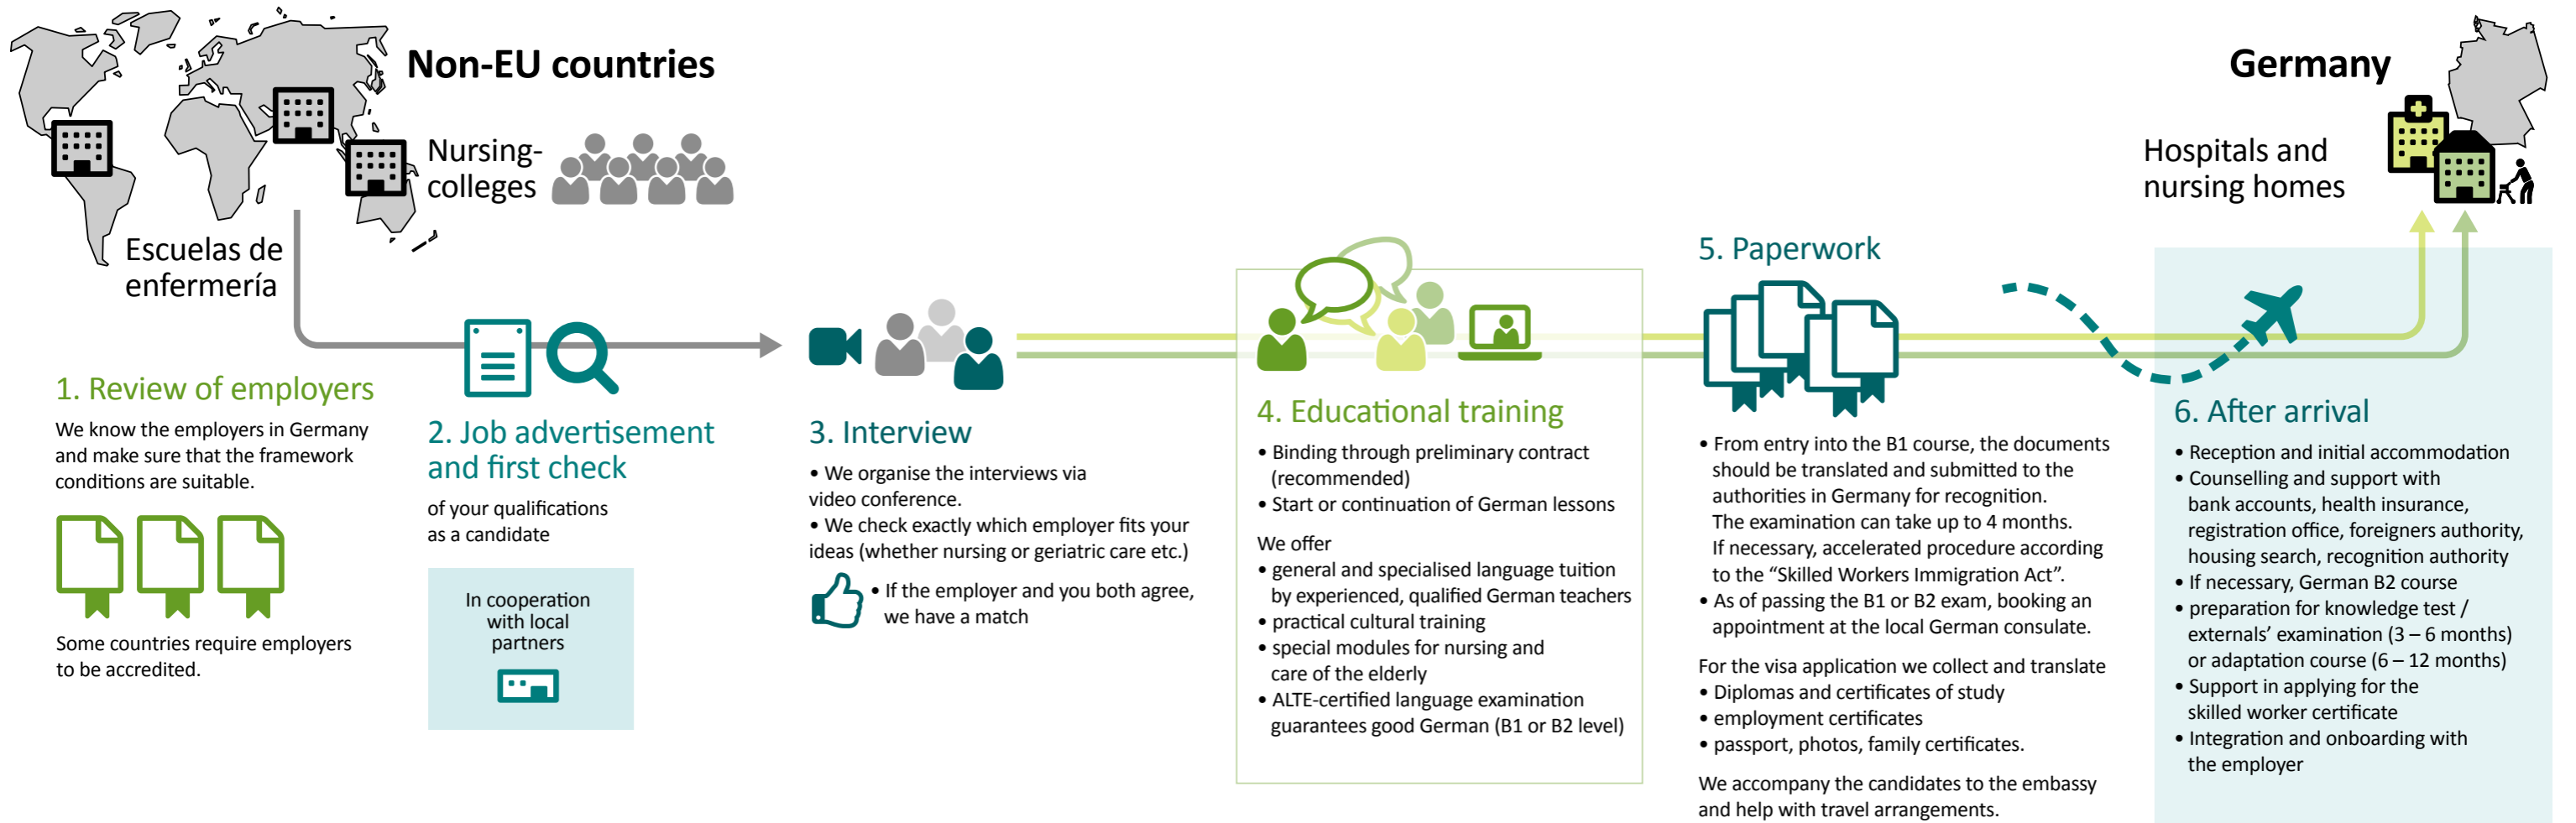 Non-EU countries
Nursing-
colleges
Escuelas de
enfermería
Germany
Hospitals and
nursing homes
1. Review of employers
We know the employers in Germany
and make sure that the framework
conditions are suitable.
Some countries require employers
to be accredited.
2. Job advertisement
and first check
of your qualifications
as a candidate
In cooperation
with local
partners
3. Interview
• We organise the interviews via
video conference.
• We check exactly which employer fits your
ideas (whether nursing or geriatric care etc.)
• If the employer and you both agree,
we have a match
4. Educational training
• Binding through preliminary contract
(recommended)
• Start or continuation of German lessons
We offer
• general and specialised language tuition
by experienced, qualified German teachers
• practical cultural training
• special modules for nursing and
care of the elderly
• ALTE-certified language examination
guarantees good German (B1 or B2 level)
5. Paperwork
• From entry into the B1 course, the documents
should be translated and submitted to the
authorities in Germany for recognition.
The examination can take up to 4 months.
If necessary, accelerated procedure according
to the “Skilled Workers Immigration Act”.
• As of passing the B1 or B2 exam, booking an
appointment at the local German consulate.
For the visa application we collect and translate
• Diplomas and certificates of study
• employment certificates
• passport, photos, family certificates.
We accompany the candidates to the embassy
and help with travel arrangements.
6. After arrival
• Reception and initial accommodation
• Counselling and support with
bank accounts, health insurance,
registration office, foreigners authority,
housing search, recognition authority
• If necessary, German B2 course
• preparation for knowledge test /
externals’ examination (3 – 6 months)
or adaptation course (6 – 12 months)
• Support in applying for the
skilled worker certificate
• Integration and onboarding with
the employer